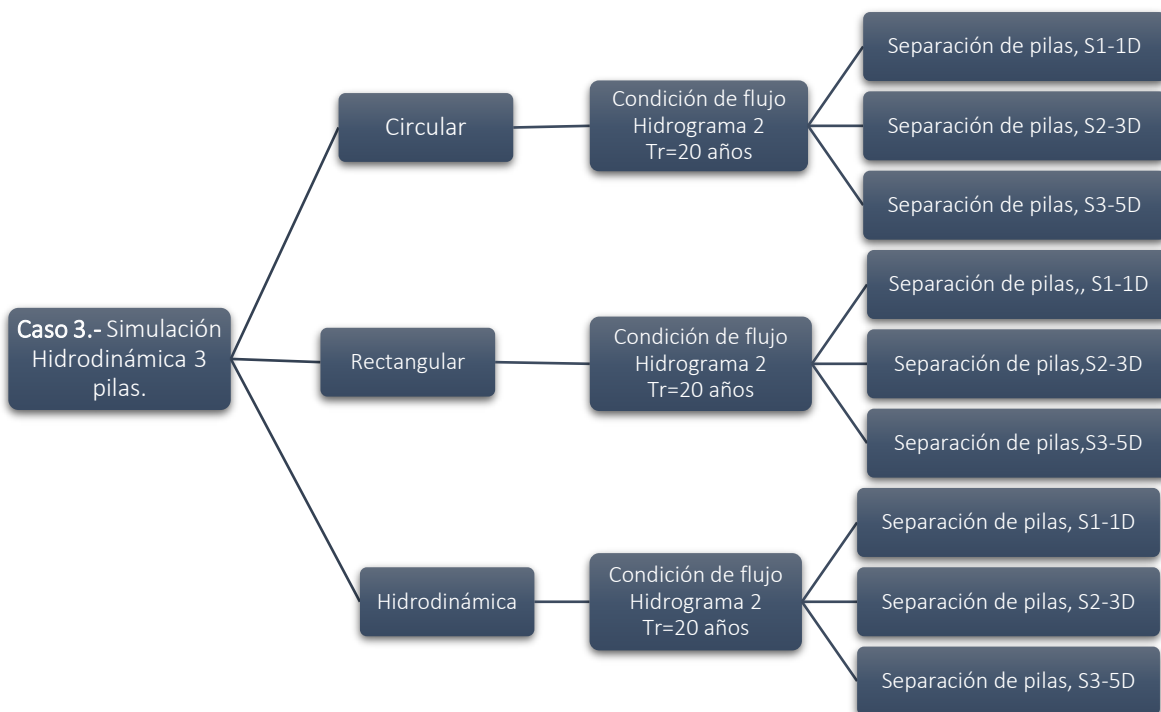 Caso 3.- Simulación
Hidrodinámica 3
pilas.
Circular
Condición de flujo
Hidrograma 2
Tr=20 años
Separación de pilas, S1-1D
Separación de pilas, S2-3D
Separación de pilas, S3-5D
Rectangular
Condición de flujo
Hidrograma 2
Tr=20 años
Separación de pilas,, S1-1D
Separación de pilas,S2-3D
Separación de pilas,S3-5D
Hidrodinámica
Condición de flujo
Hidrograma 2
Tr=20 años
Separación de pilas, S1-1D
Separación de pilas, S2-3D
Separación de pilas, S3-5D